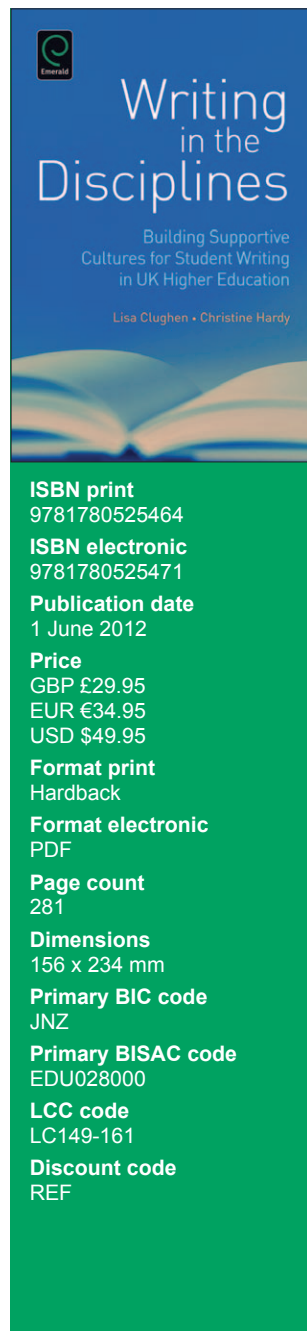 Emerald
Writing
in the
Disciplines
Building Supportive
Cultures for Student Writing
in UK Higher Education
Lisa Clughen • Christine Hardy
ISBN print
9781780525464
ISBN electronic
9781780525471
Publication date
1 June 2012
Price
GBP £29.95
EUR €34.95
USD $49.95
Format print
Hardback
Format electronic
PDF
Page count
281
Dimensions
156 x 234 mm
Primary BIC code
JNZ
Primary BISAC code
EDU028000
LCC code
LC149-161
Discount code
REF